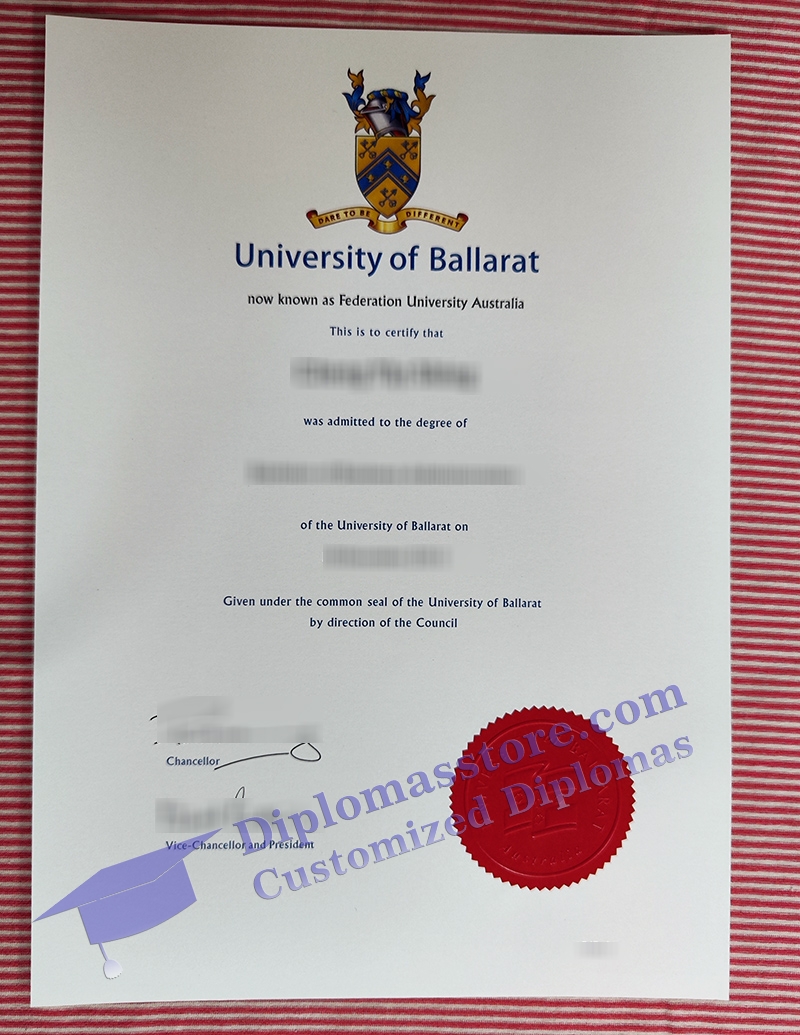 DARE TO BE DIFFERENT
University of Ballarat
now known as Federation University Australia
This is to certify that
was admitted to the degree of
of the University of Ballarat on
Given under the common seal of the University of Ballarat
by direction of the Council
Chancellor
Vice-Chancellor and President
Diplomasstore.com
Customized Diplomas